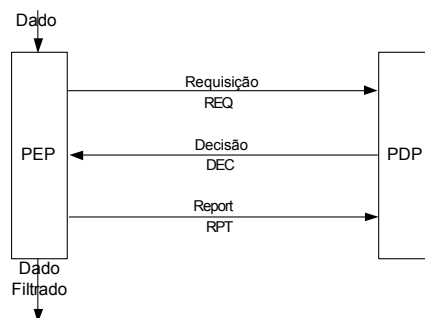 Dado
Requisição
REQ
PEP
Decisão
DEC
PDP
Report
RPT
Dado
Filtrado